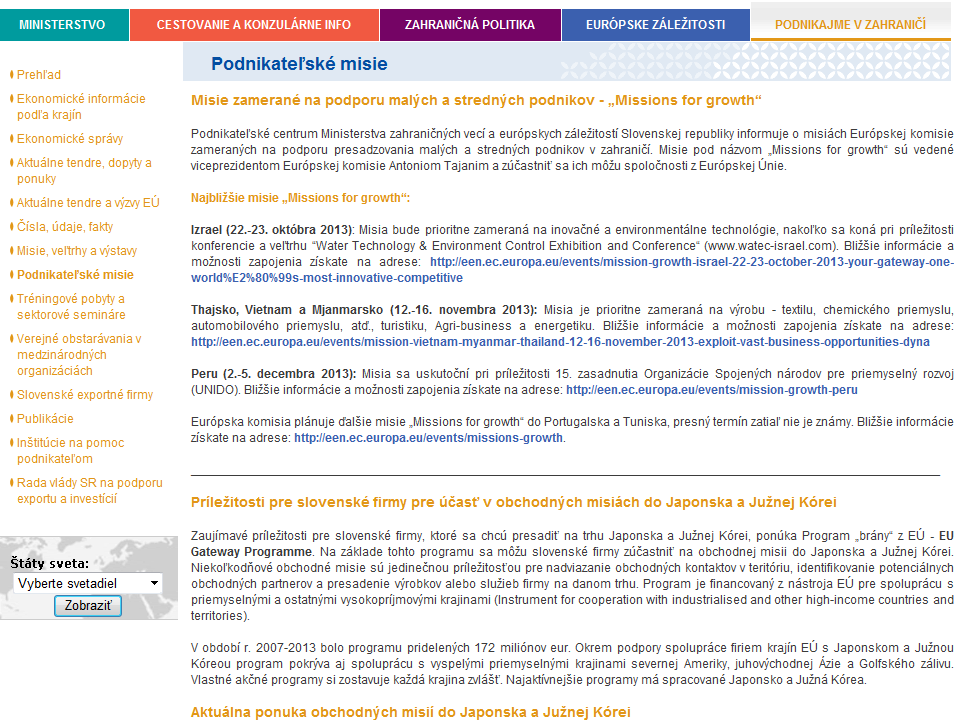 MINISTERSTVO
CESTOVANIE A KONZULÁRNE INFO
ZAHRANIČNÁ POLITIKA
EURÓPSKE ZÁLEŽITOSTI
PODNIKAJME V ZAHRANIČÍ
Prehľad
Ekonomické informácie
podľa krajín
Ekonomické správy
Aktuálne tendre, dopyty a
ponuky
Aktuálne tendre a výzvy EÚ
Čísla, údaje, fakty
Misie, veľtrhy a výstavy
Podnikateľské misie
Tréningové pobyty a
sektorové semináre
Verejné obstarávania v
medzinárodných
organizáciách
Slovenské exportné firmy
Publikácie
Inštitúcie na pomoc
podnikateľom
Rada vlády SR na podporu
exportu a investícií
Štáty sveta:
Vyberte svetadiel
Zobraziť
Podnikateľské misie
Misie zamerané na podporu malých a stredných podnikov - „Missions for growth“
Podnikateľské centrum Ministerstva zahraničných vecí a európskych záležitostí Slovenskej republiky informuje o misiách Európskej komisie
zameraných na podporu presadzovania malých a stredných podnikov v zahraničí. Misie pod názvom „Missions for growth“ sú vedené
viceprezidentom Európskej komisie Antoniom Tajanim a zúčastniť sa ich môžu spoločnosti z Európskej Únie.
Najbližšie misie „Missions for growth“:
Izrael (22.-23. októbra 2013): Misia bude prioritne zameraná na inovačné a environmentálne technológie, nakoľko sa koná pri príležitosti
konferencie a veľtrhu “Water Technology & Environment Control Exhibition and Conference“ (www.watec-israel.com). Bližšie informácie a
možnosti zapojenia získate na adrese: http://een.ec.europa.eu/events/mission-growth-israel-22-23-october-2013-your-gateway-one-
world%E2%80%99s-most-innovative-competitive
Thajsko, Vietnam a Mjanmarsko (12.-16. novembra 2013): Misia je prioritne zameraná na výrobu - textilu, chemického priemyslu,
automobilového priemyslu, atď., turistiku, Agri-business a energetiku. Bližšie informácie a možnosti zapojenia získate na adrese:
http://een.ec.europa.eu/events/mission-vietnam-myanmar-thailand-12-16-november-2013-exploit-vast-business-opportunities-dyna
Peru (2.-5. decembra 2013): Misia sa uskutoční pri príležitosti 15. zasadnutia Organizácie Spojených národov pre priemyselný rozvoj
(UNIDO). Bližšie informácie a možnosti zapojenia získate na adrese: http://een.ec.europa.eu/events/mission-growth-peru
Európska komisia plánuje ďalšie misie „Missions for growth“ do Portugalska a Tuniska, presný termín zatiaľ nie je známy. Bližšie informácie
získate na adrese: http://een.ec.europa.eu/events/missions-growth.
Príležitosti pre slovenské firmy pre účasť v obchodných misiách do Japonska a Južnej Kórei
Zaujímavé príležitosti pre slovenské firmy, ktoré sa chcú presadiť na trhu Japonska a Južnej Kórei, ponúka Program „brány“ z EÚ - EU
Gateway Programme. Na základe tohto programu sa môžu slovenské firmy zúčastniť na obchodnej misii do Japonska a Južnej Kórei.
Niekoľkodňové obchodné misie sú jedinečnou príležitosťou pre nadviazanie obchodných kontaktov v teritóriu, identifikovanie potenciálnych
obchodných partnerov a presadenie výrobkov alebo služieb firmy na danom trhu. Program je financovaný z nástroja EÚ pre spoluprácu s
priemyselnými a ostatnými vysokopríjmovými krajinami (Instrument for cooperation with industrialised and other high-income countries and
territories).
V období r. 2007-2013 bolo programu pridelených 172 miliónov eur. Okrem podpory spolupráce firiem krajín EÚ s Japonskom a Južnou
Kóreou program pokrýva aj spoluprácu s vyspelými priemyselnými krajinami severnej Ameriky, juhovýchodnej Ázie a Golfského zálivu.
Vlastné akčné programy si zostavuje každá krajina zvlášť. Najaktívnejšie programy má spracované Japonsko a Južná Kórea.
Aktuálna ponuka obchodných misií do Japonska a Južnej Kórei